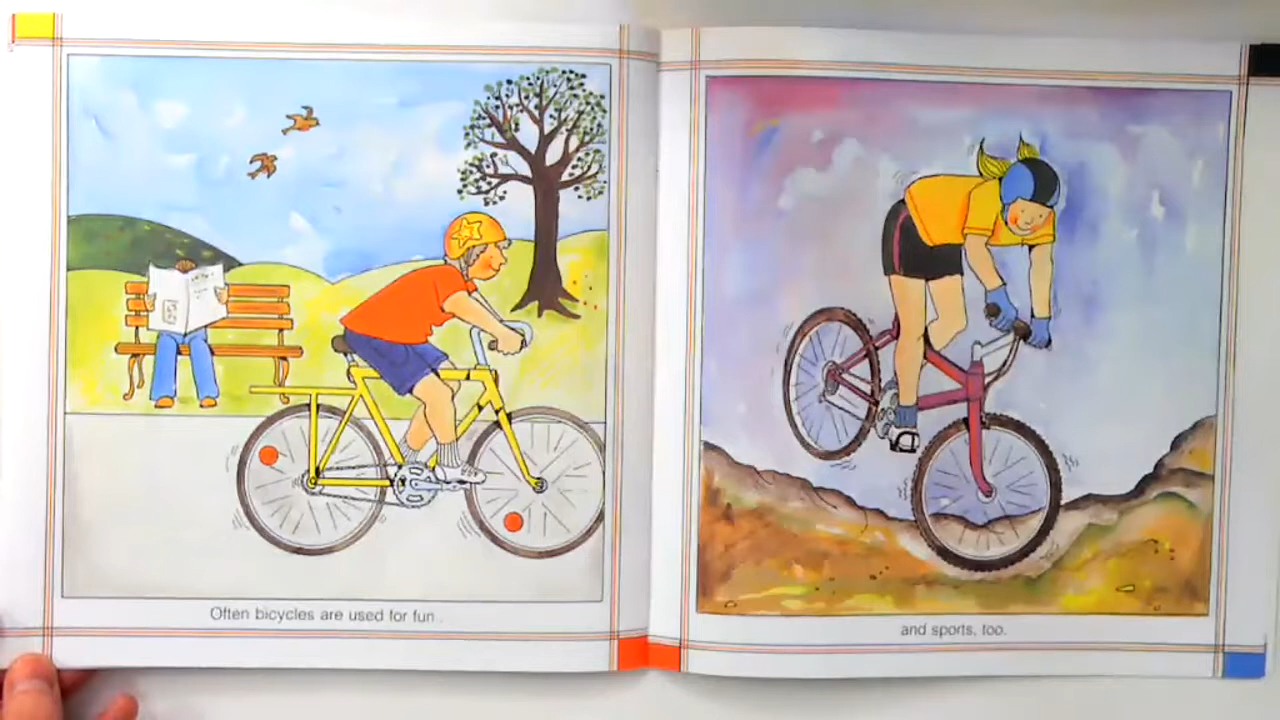 Often bicycles are used for fun
and sports, too.